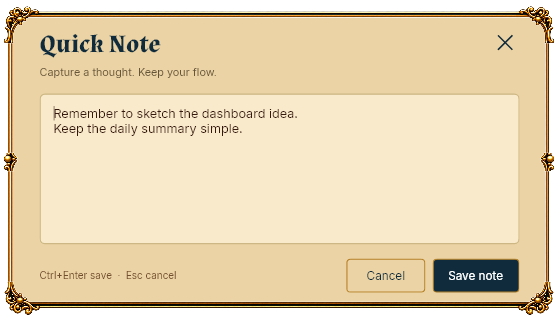 Quick Note
Capture a thought. Keep your flow.
Remember to sketch the dashboard idea.
Keep the daily summary simple.
Ctrl+Enter save · Esc cancel
Cancel
Save note